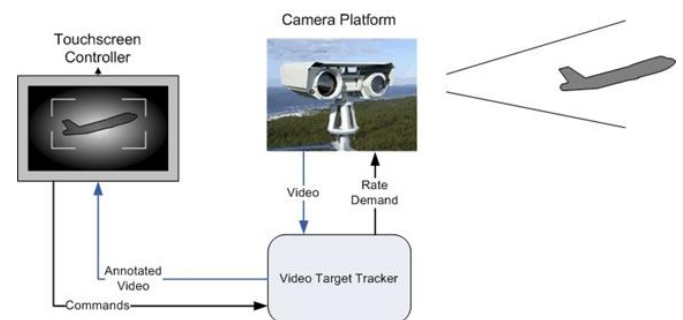 Camera Platform
Touchscreen
Controller
Video
Rate
Demand
Annotated
Video
Video Target Tracker
Commands